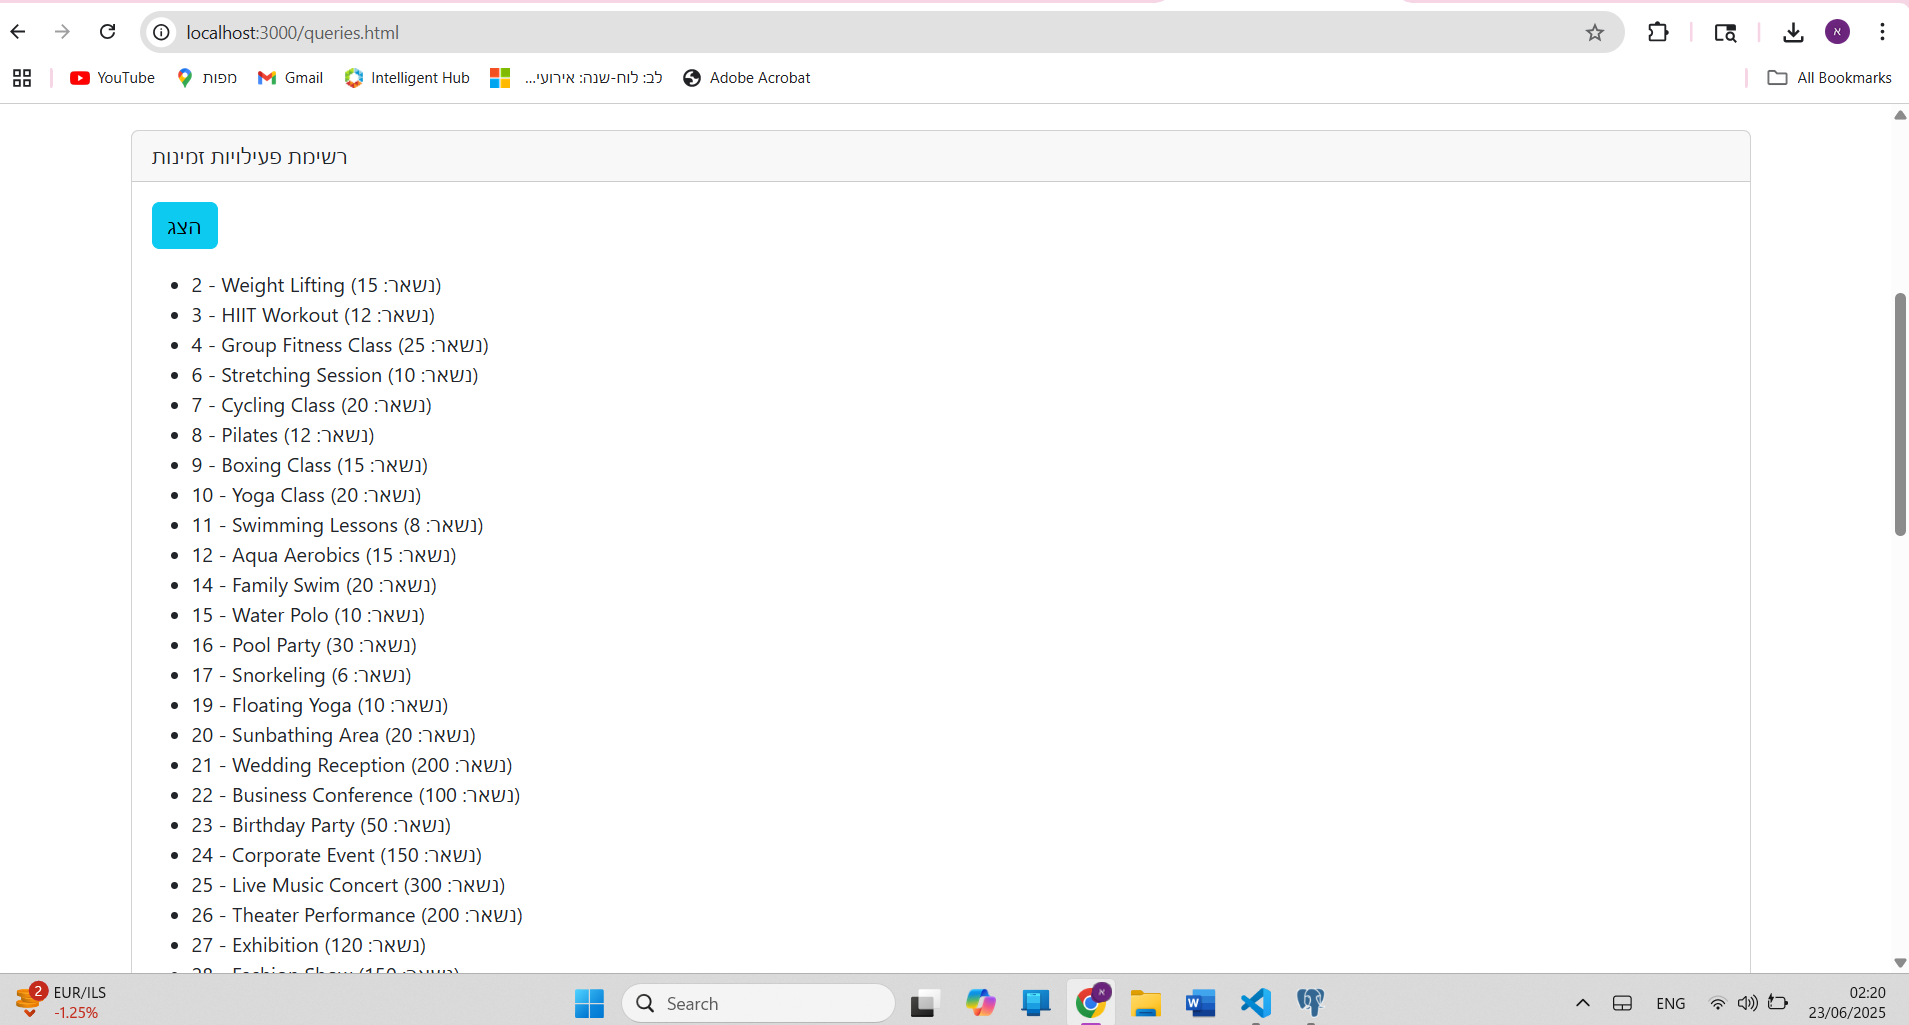 localhost:3000/queries.html
YouTube
מפות
Gmail
Intelligent Hub
לב: לוח-שנה: אירועי...
Adobe Acrobat
All Bookmarks
רשימת פעילויות זמינות
הצג
2 - Weight Lifting (נשאר: 15)
3 - HIIT Workout (נשאר: 12)
4 - Group Fitness Class (נשאר: 25)
6 - Stretching Session (נשאר: 10)
7 - Cycling Class (נשאר: 20)
8 - Pilates (נשאר: 12)
9 - Boxing Class (נשאר: 15)
10 - Yoga Class (נשאר: 20)
11 - Swimming Lessons (נשאר: 8)
12 - Aqua Aerobics (נשאר: 15)
14 - Family Swim (נשאר: 20)
15 - Water Polo (נשאר: 10)
16 - Pool Party (נשאר: 30)
17 - Snorkeling (נשאר: 6)
19 - Floating Yoga (נשאר: 10)
20 - Sunbathing Area (נשאר: 20)
21 - Wedding Reception (נשאר: 200)
22 - Business Conference (נשאר: 100)
23 - Birthday Party (נשאר: 50)
24 - Corporate Event (נשאר: 150)
25 - Live Music Concert (נשאר: 300)
26 - Theater Performance (נשאר: 200)
27 - Exhibition (נשאר: 120)
28 - Fashion Show (נשאר: 150)
2
EUR/ILS
-1.25%
Search
ENG
02:20
23/06/2025